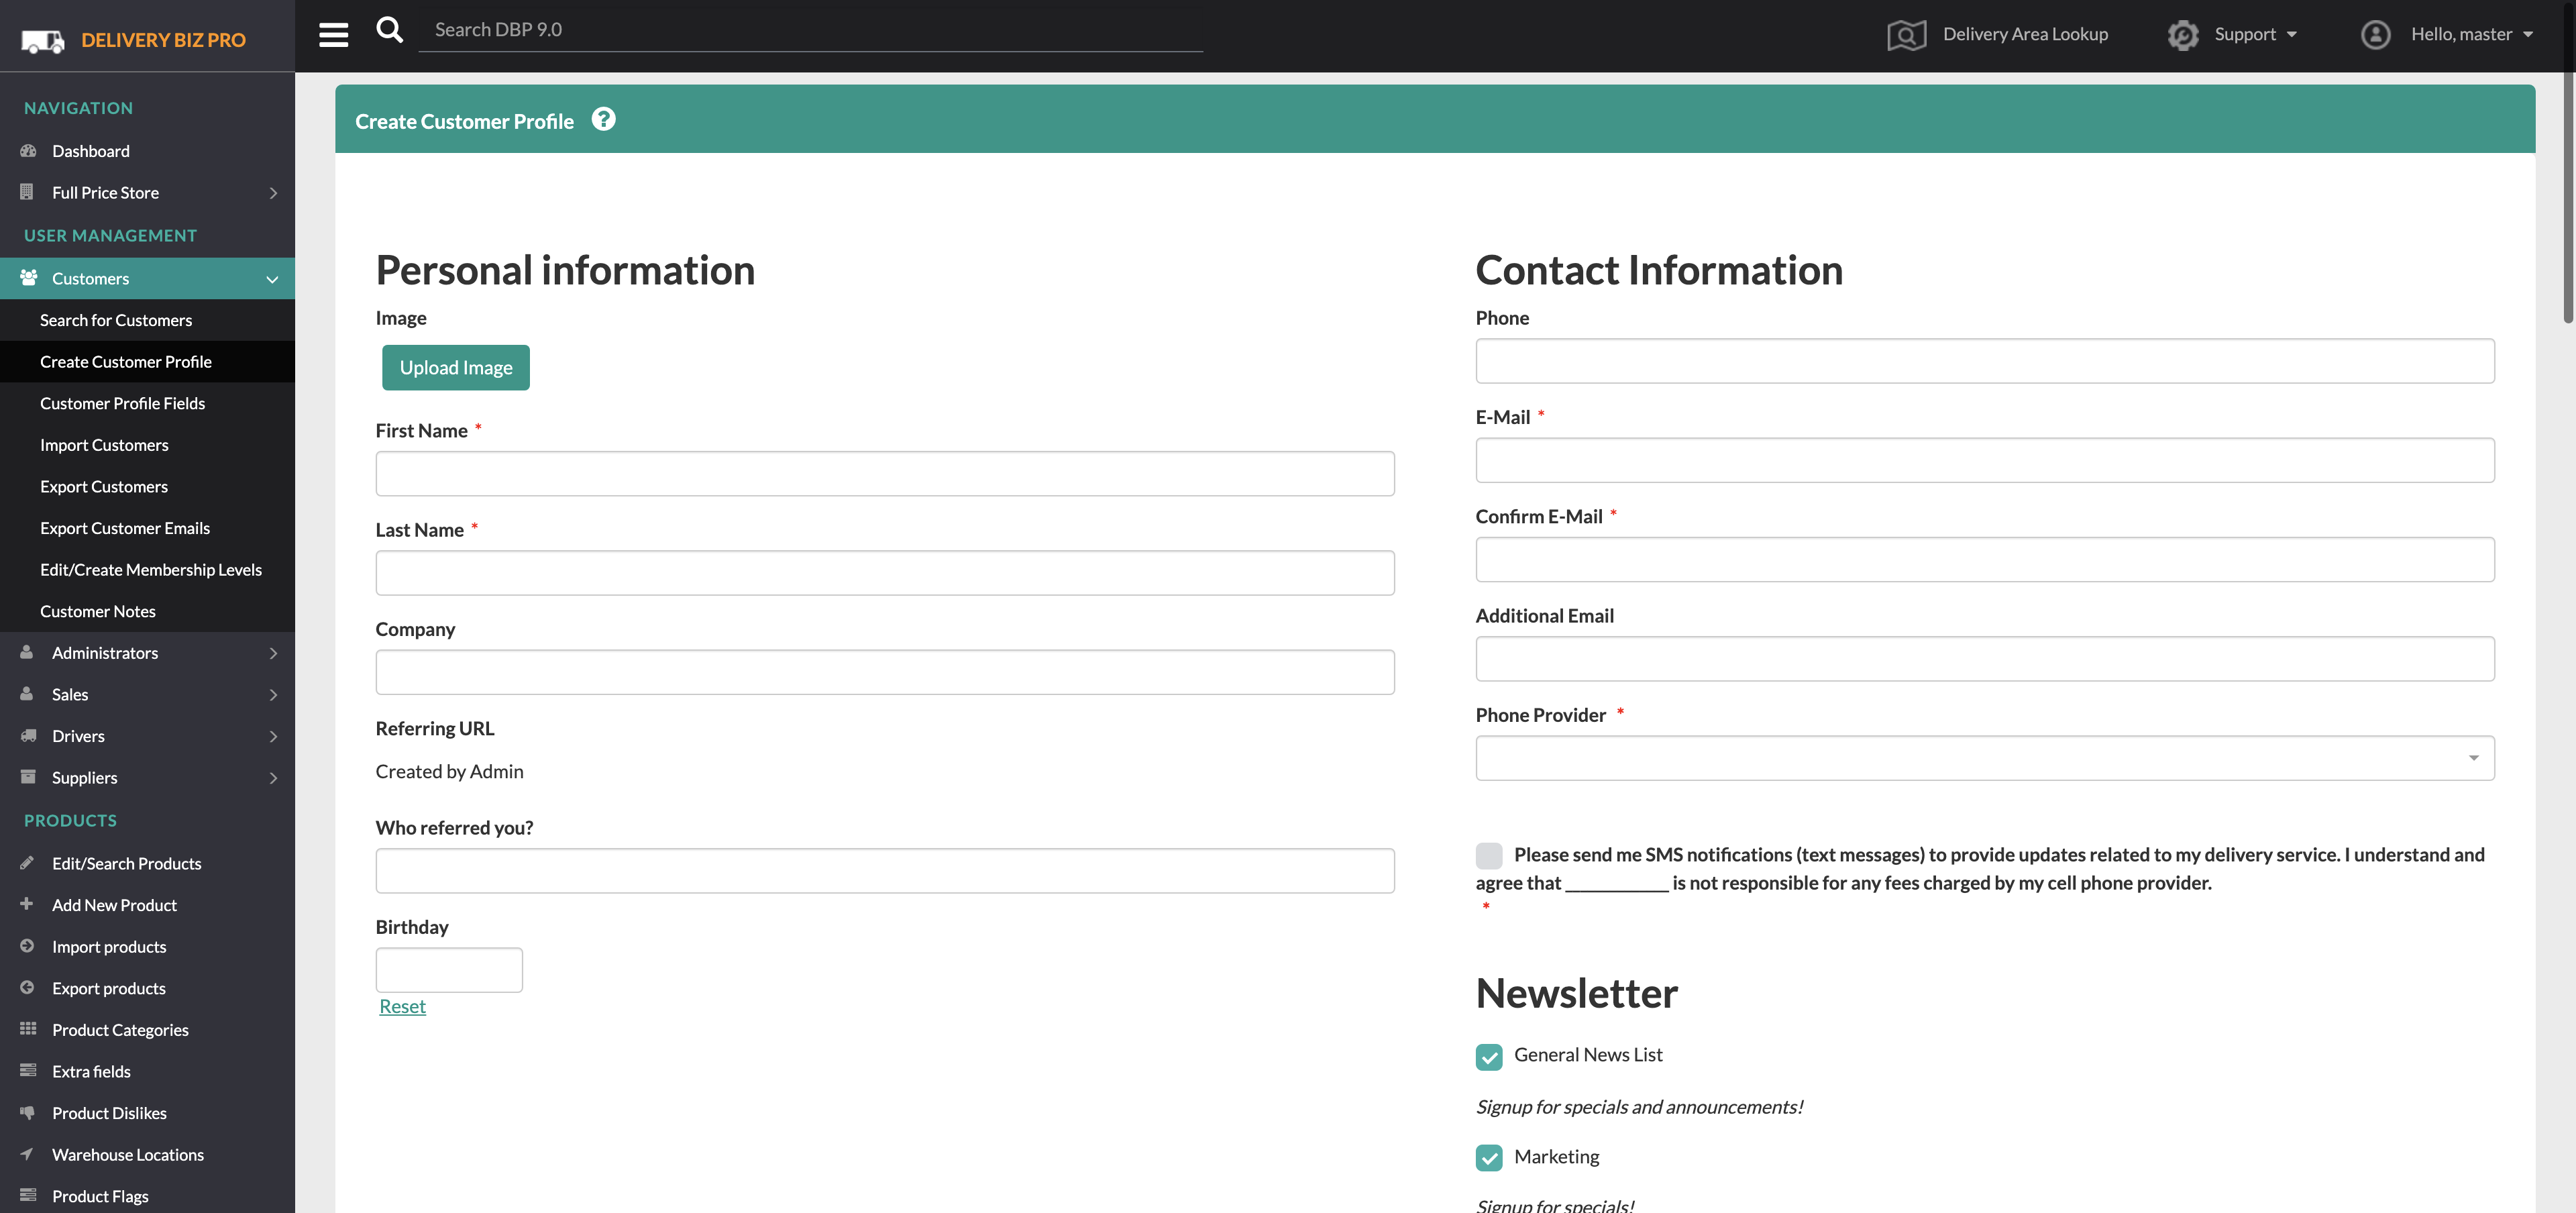 DELIVERY BIZ PRO
Search DBP 9.0
Delivery Area Lookup
Support
Hello, master
NAVIGATION
Dashboard
Full Price Store
USER MANAGEMENT
Customers
Search for Customers
Create Customer Profile
Customer Profile Fields
Import Customers
Export Customers
Export Customer Emails
Edit/Create Membership Levels
Customer Notes
Administrators
Sales
Drivers
Suppliers
PRODUCTS
Edit/Search Products
Add New Product
Import products
Export products
Product Categories
Extra fields
Product Dislikes
Warehouse Locations
Product Flags
Create Customer Profile ?
Personal information
Image
Upload Image
First Name *
Last Name *
Company
Referring URL
Created by Admin
Who referred you?
Birthday
Reset
Contact Information
Phone
E-Mail *
Confirm E-Mail *
Additional Email
Phone Provider *
Please send me SMS notifications (text messages) to provide updates related to my delivery service. I understand and
agree that ___________ is not responsible for any fees charged by my cell phone provider.
*
Newsletter
General News List
Signup for specials and announcements!
Marketing
Signup for specials!